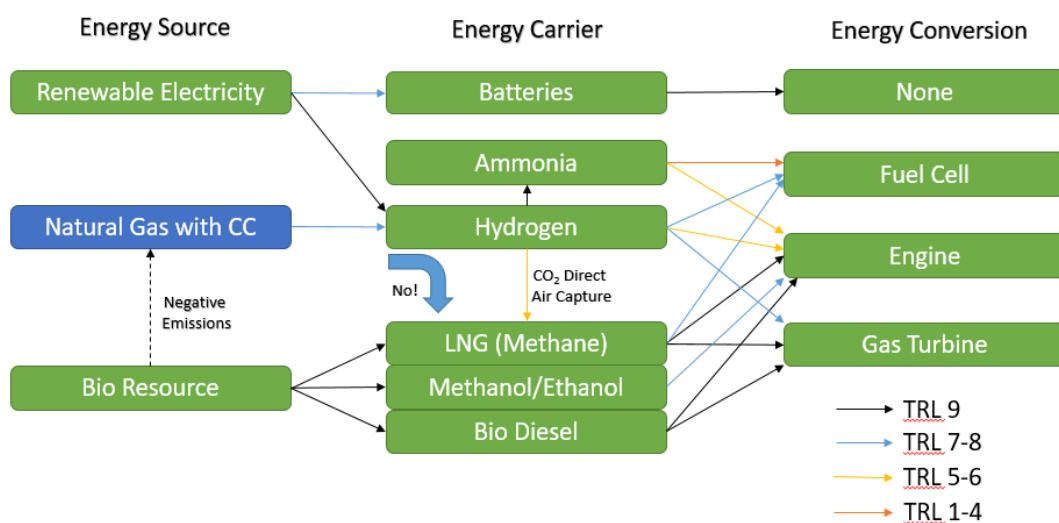 Energy Source
Energy Carrier
Energy Conversion
Renewable Electricity
Batteries
None
Ammonia
Fuel Cell
Natural Gas with CC
Hydrogen
Engine
No!
CO₂ Direct
Air Capture
Negative
Emissions
LNG (Methane)
Gas Turbine
Bio Resource
Methanol/Ethanol
Bio Diesel
TRL 9
TRL 7-8
TRL 5-6
TRL 1-4